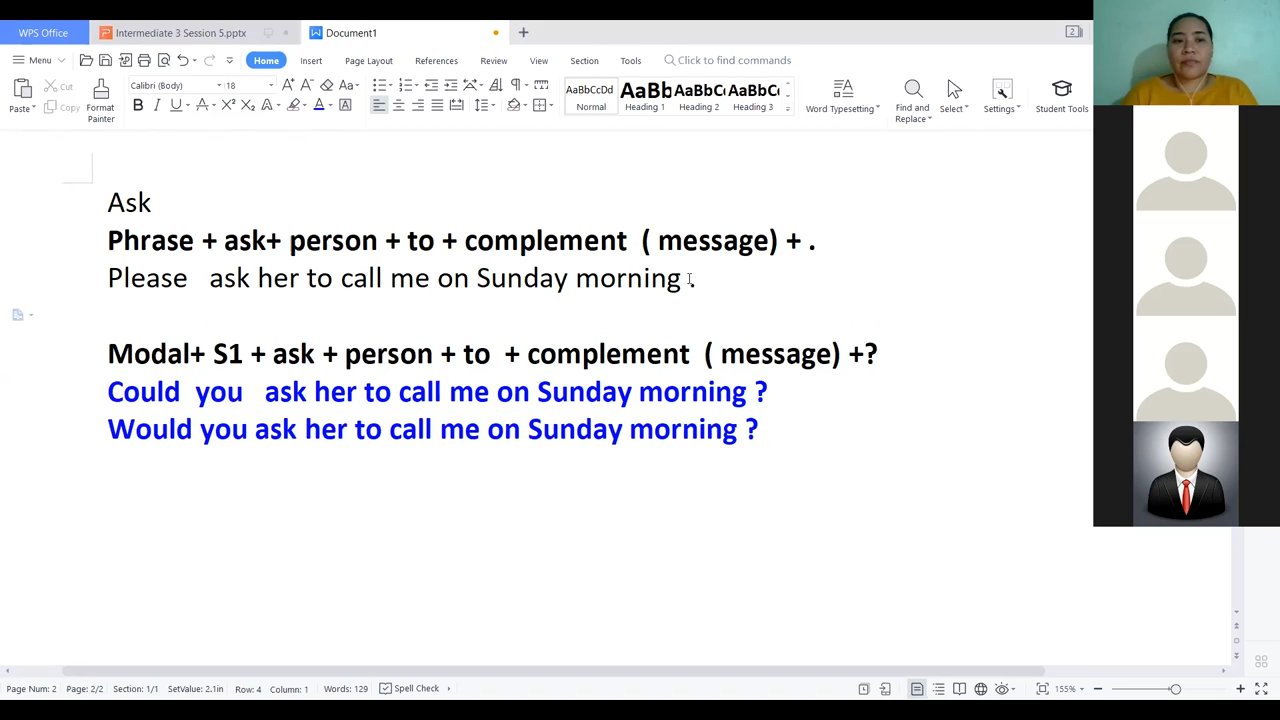 WPS Office
Intermediate 3 Session 5.pptx
Document1
2
Menu
Home
Insert
Page Layout
References
Review
View
Section
Tools
Click to find commands
Paste
Cut
Copy
Format Painter
Calibri (Body)
18
AaBbCcDd
Normal
AaBb
Heading 1
AaBbC
Heading 2
AaBbC
Heading 3
Word Typesetting
Find and Replace
Select
Settings
Student Tools
Ask
Phrase + ask+ person + to + complement ( message) + .
Please ask her to call me on Sunday morning .
Modal+ S1 + ask + person + to + complement ( message) +?
Could you ask her to call me on Sunday morning ?
Would you ask her to call me on Sunday morning ?
Page Num: 2 Page: 2/2 Section: 1/1 SetValue: 2.1in Row: 4 Column: 1 Words: 129 Spell Check 155%